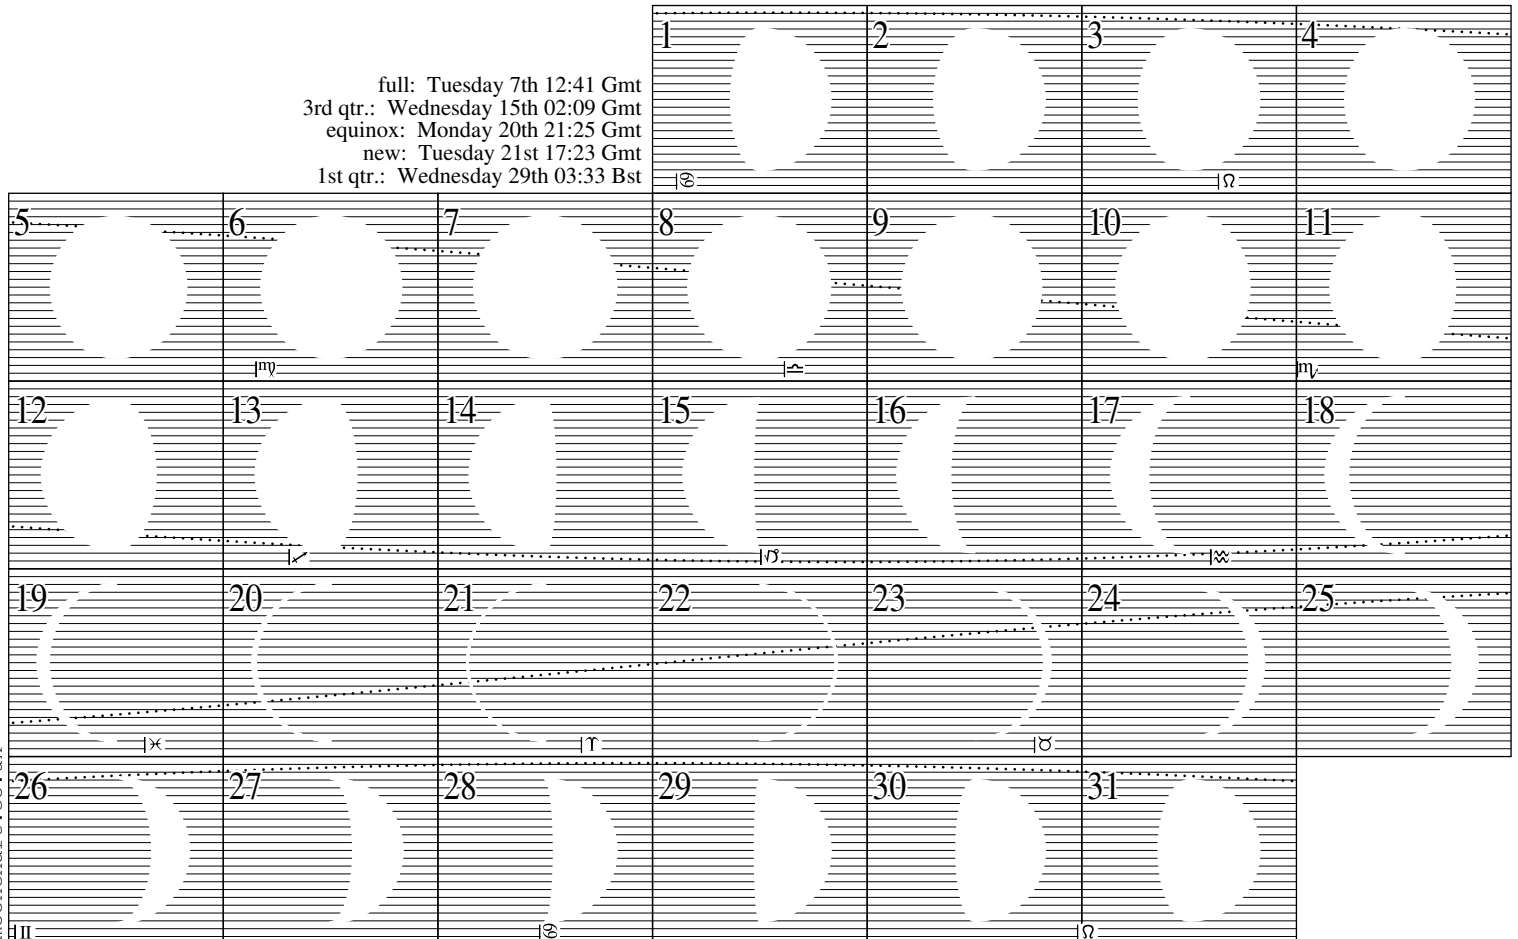 1 2 3 4
full: Tuesday 7th 12:41 Gmt
3rd qtr.: Wednesday 15th 02:09 Gmt
equinox: Monday 20th 21:25 Gmt
new: Tuesday 21st 17:23 Gmt
1st qtr.: Wednesday 29th 03:33 Bst
♋ ♌
5 6 7 8 9 10 11
♍ ♎ ♏
12 13 14 15 16 17 18
♐ ♑ ♒
19 20 21 22 23 24 25
♓ ♈ ♉
26 27 28 29 30 31
♊ ♋ ♌